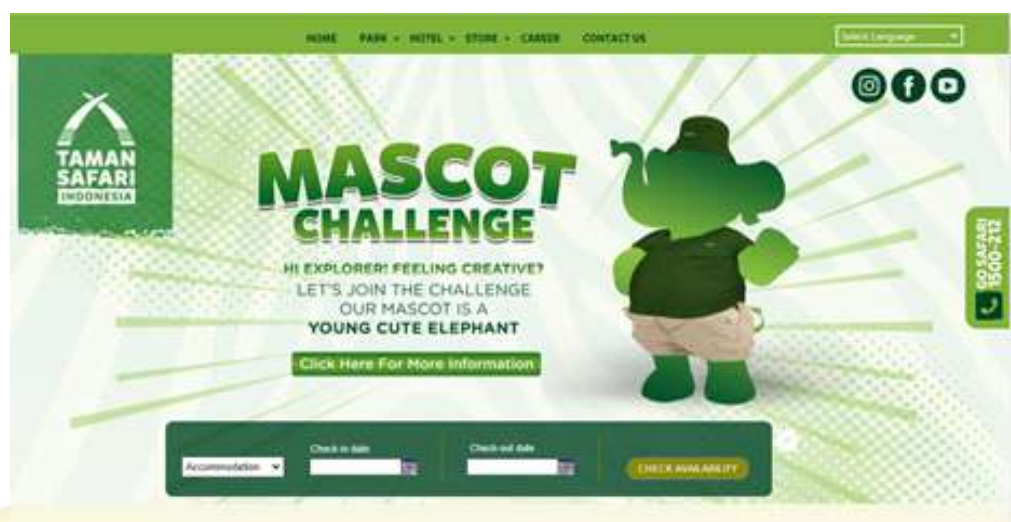 HOME PARK HOTEL STORE CAREER CONTACT US
Select Language
TAMAN
SAFARI
INDONESIA
MASCOT
CHALLENGE
HI EXPLORER! FEELING CREATIVE?
LET'S JOIN THE CHALLENGE
OUR MASCOT IS A
YOUNG CUTE ELEPHANT
Click Here For More Information
GO SAFARI
1500-212
Check in date
Check out date
Accommodation
CHECK AVAILABILITY